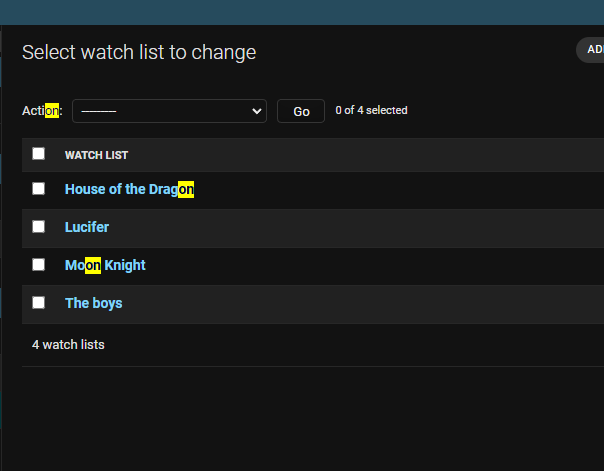 Select watch list to change
Action: --------- Go 0 of 4 selected
WATCH LIST
House of the Dragon
Lucifer
Moon Knight
The boys
4 watch lists